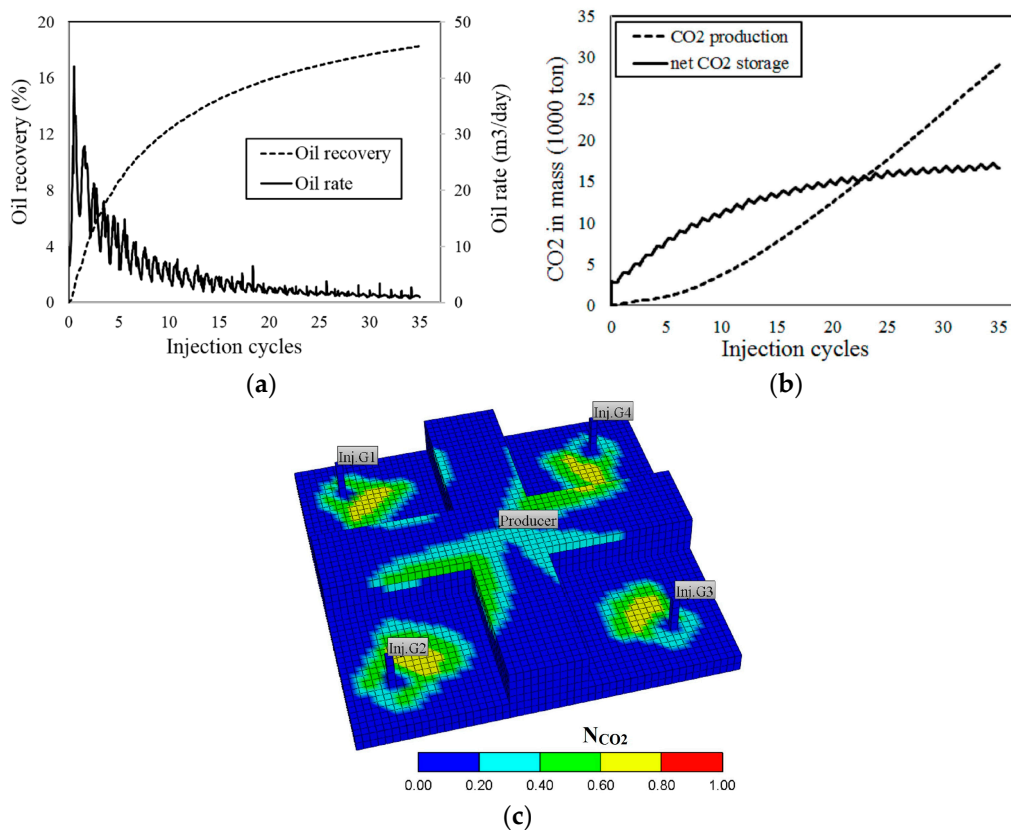 20
16
12
8
4
0
Oil recovery (%)
50
40
30
20
10
0
Oil rate (m3/day)
Oil recovery
Oil rate
0 5 10 15 20 25 30 35
Injection cycles
(a)
35
30
25
20
15
10
5
0
CO2 in mass (1000 ton)
CO2 production
net CO2 storage
0 5 10 15 20 25 30 35
Injection cycles
(b)
Inj.G4
Inj.G1
Producer
Inj.G3
Inj.G2
NCO2
0.00 0.20 0.40 0.60 0.80 1.00
(c)